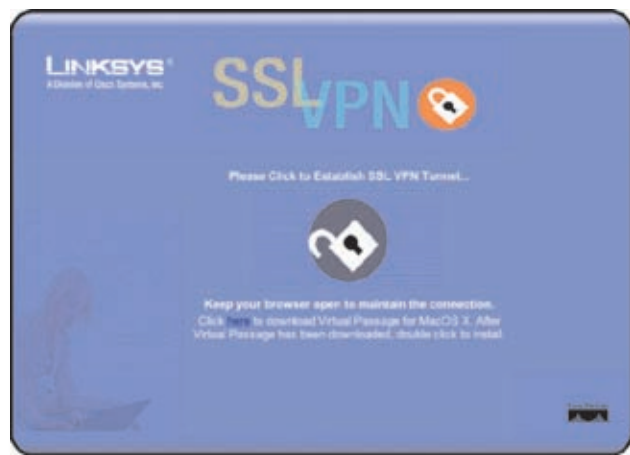 LINKSYS®
A Division of Cisco Systems, Inc.
SSL VPN
Please Click to Establish SSL VPN Tunnel...
Keep your browser open to maintain the connection.
Click here to download Virtual Passage for MacOS X. After
Virtual Passage has been downloaded, double click to install.